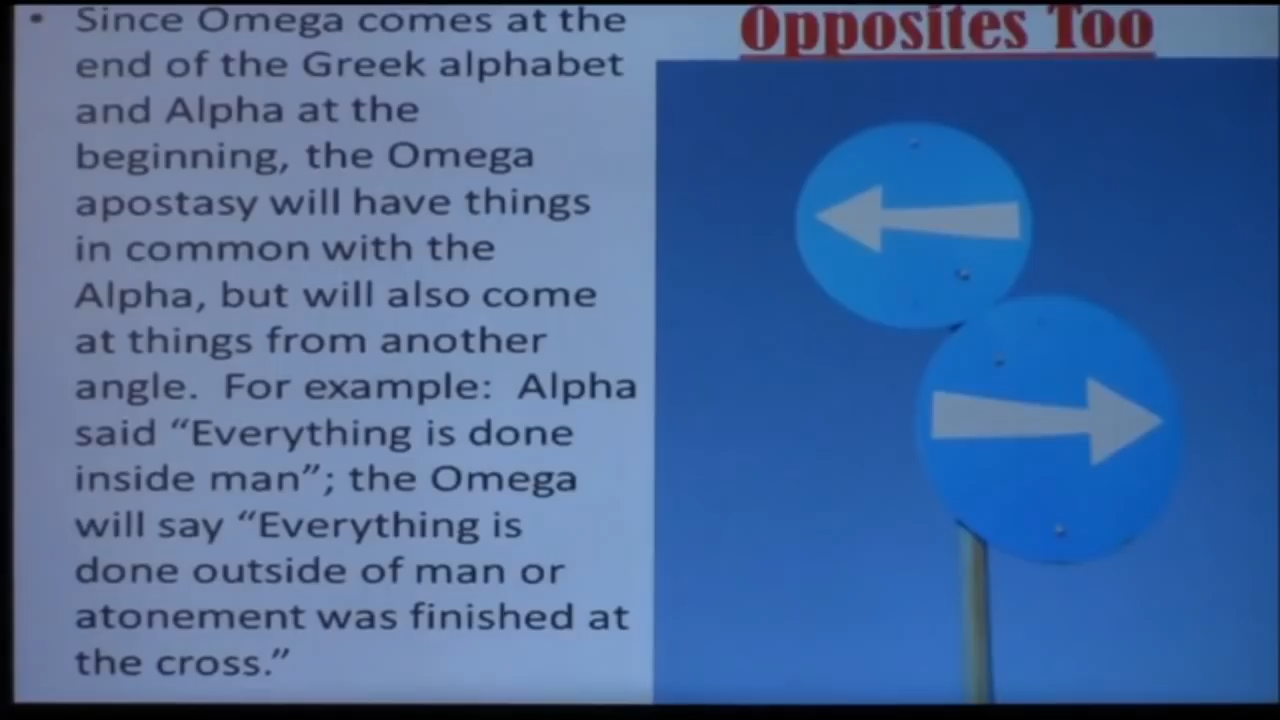 Opposites Too
• Since Omega comes at the
end of the Greek alphabet
and Alpha at the
beginning, the Omega
apostasy will have things
in common with the
Alpha, but will also come
at things from another
angle.  For example:  Alpha
said “Everything is done
inside man”; the Omega
will say “Everything is
done outside of man or
atonement was finished at
the cross.”